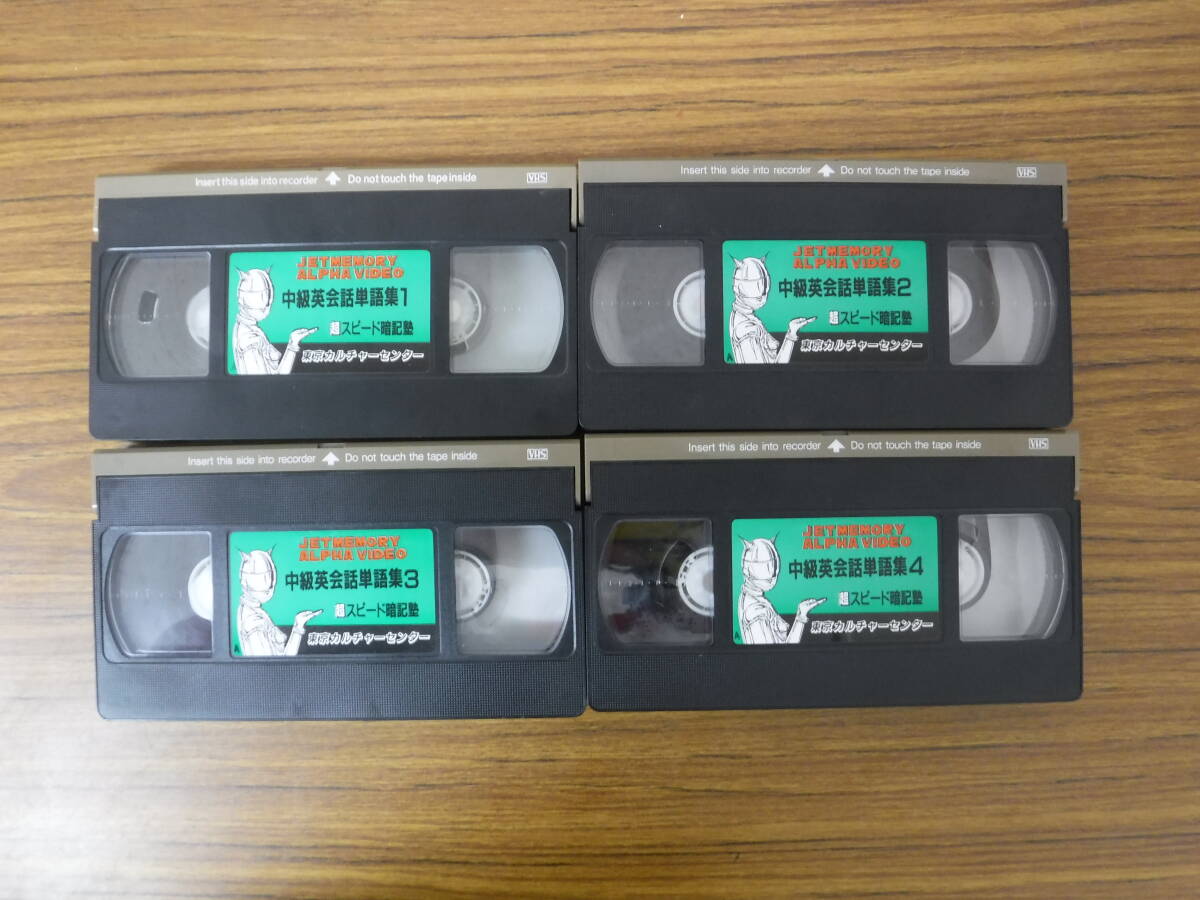 Insert this side into recorder Do not touch the tape inside VHS
JETMEMORY
ALPHA VIDEO
中級英会話単語集1
超スピード暗記塾
東京カルチャーセンター
A
Insert this side into recorder Do not touch the tape inside VHS
JETMEMORY
ALPHA VIDEO
中級英会話単語集2
超スピード暗記塾
東京カルチャーセンター
A
Insert this side into recorder Do not touch the tape inside VHS
JETMEMORY
ALPHA VIDEO
中級英会話単語集3
超スピード暗記塾
東京カルチャーセンター
A
Insert this side into recorder Do not touch the tape inside VHS
JETMEMORY
ALPHA VIDEO
中級英会話単語集4
超スピード暗記塾
東京カルチャーセンター
A